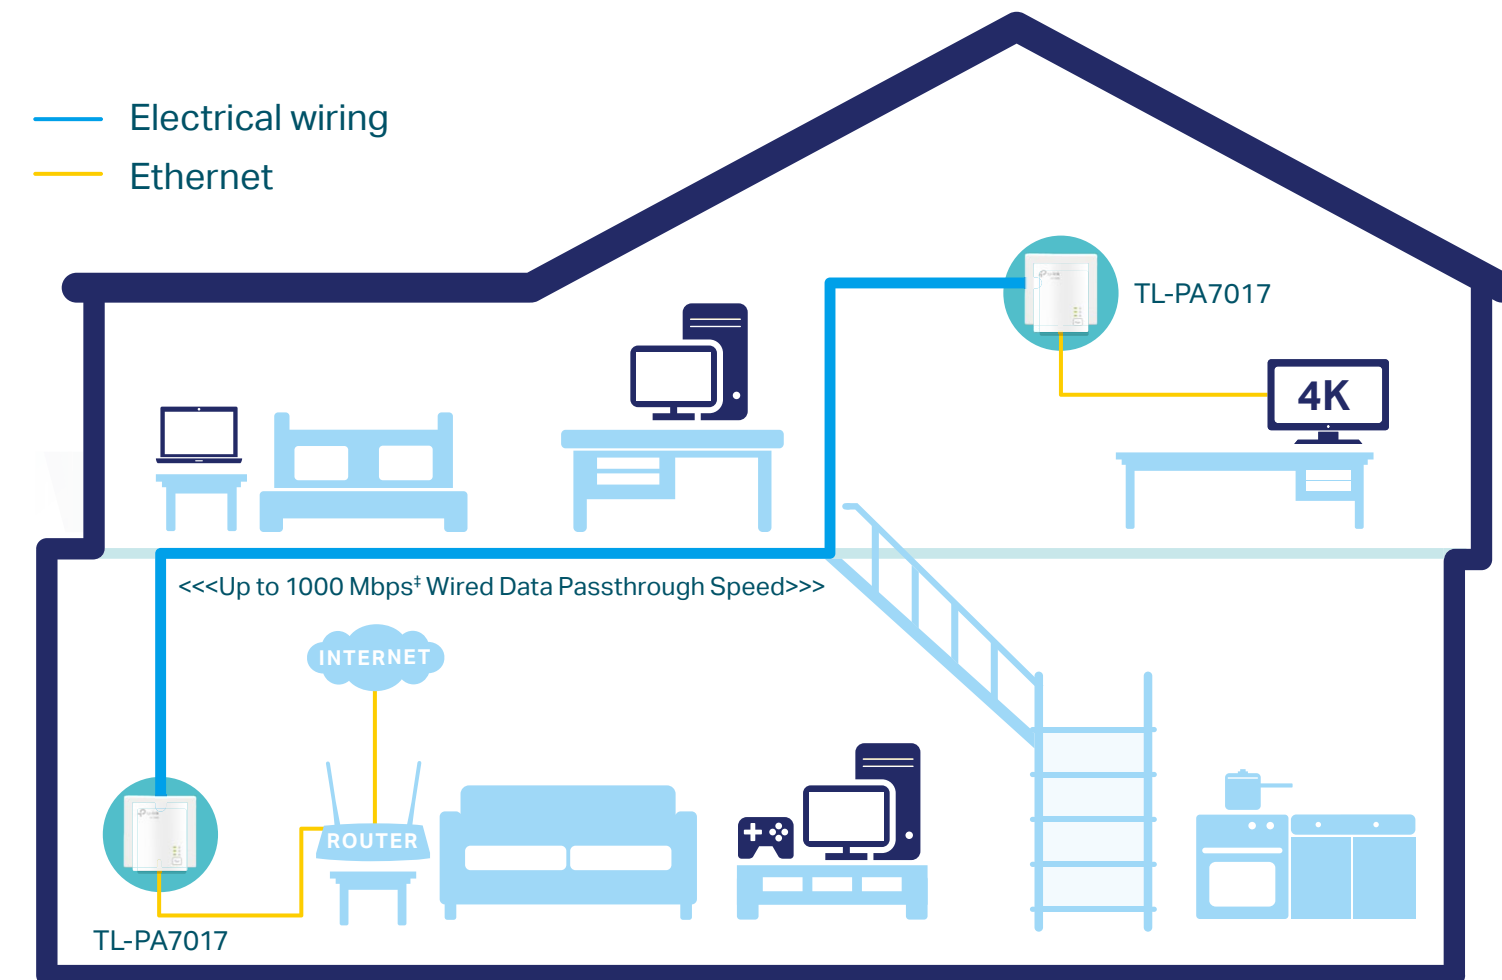 Electrical wiring
Ethernet
TL-PA7017
4K
<<<Up to 1000 Mbps‡ Wired Data Passthrough Speed>>>
INTERNET
ROUTER
TL-PA7017